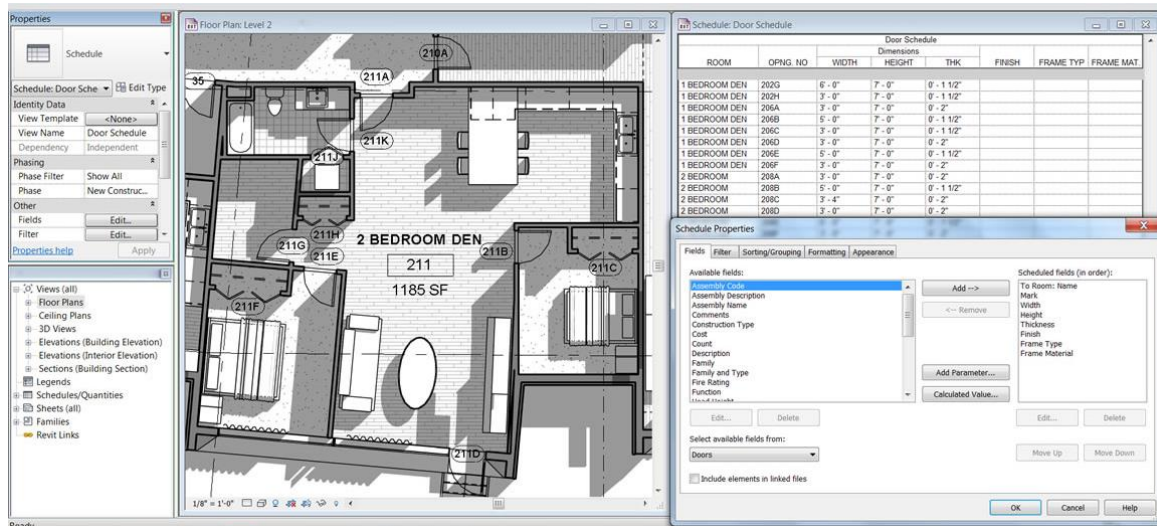 Properties
Schedule
Schedule: Door Sche
Edit Type
Identity Data
View Template <None>
View Name Door Schedule
Dependency Independent
Phasing
Phase Filter Show All
Phase New Construc...
Other
Fields Edit...
Filter Edit...
Properties help Apply
Views (all)
Floor Plans
Ceiling Plans
3D Views
Elevations (Building Elevation)
Elevations (Interior Elevation)
Sections (Building Section)
Legends
Schedules/Quantities
Sheets (all)
Families
Revit Links
Ready
Floor Plan: Level 2
210A
35
211A
211K
211J
211H
211G
211E
2 BEDROOM DEN
211
1185 SF
211B
211C
211F
211D
1/8" = 1'-0"
Schedule: Door Schedule
Door Schedule
Dimensions
ROOM OPNG. NO WIDTH HEIGHT THK FINISH FRAME TYP FRAME MAT.
1 BEDROOM DEN 202G 6' - 0" 7' - 0" 0' - 1 1/2"
1 BEDROOM DEN 202H 3' - 0" 7' - 0" 0' - 1 1/2"
1 BEDROOM DEN 206A 3' - 0" 7' - 0" 0' - 2"
1 BEDROOM DEN 206B 5' - 0" 7' - 0" 0' - 1 1/2"
1 BEDROOM DEN 206C 3' - 0" 7' - 0" 0' - 2"
1 BEDROOM DEN 206D 3' - 0" 7' - 0" 0' - 2"
1 BEDROOM DEN 206E 5' - 0" 7' - 0" 0' - 1 1/2"
1 BEDROOM DEN 206F 3' - 0" 7' - 0" 0' - 2"
2 BEDROOM 208A 3' - 0" 7' - 0" 0' - 2"
2 BEDROOM 208B 5' - 0" 7' - 0" 0' - 1 1/2"
2 BEDROOM 208C 3' - 4" 7' - 0" 0' - 2"
2 BEDROOM 208D 3' - 0" 7' - 0" 0' - 2"
Schedule Properties
Fields Filter Sorting/Grouping Formatting Appearance
Available fields:
Assembly Code
Assembly Description
Assembly Name
Comments
Construction Type
Cost
Count
Description
Family
Family and Type
Fire Rating
Function
Edit... Delete
Select available fields from:
Doors
Include elements in linked files
Add -->
<-- Remove
Add Parameter...
Calculated Value...
Scheduled fields (in order):
To Room: Name
Mark
Width
Height
Thickness
Finish
Frame Type
Frame Material
Edit... Delete
Move Up Move Down
OK Cancel Help